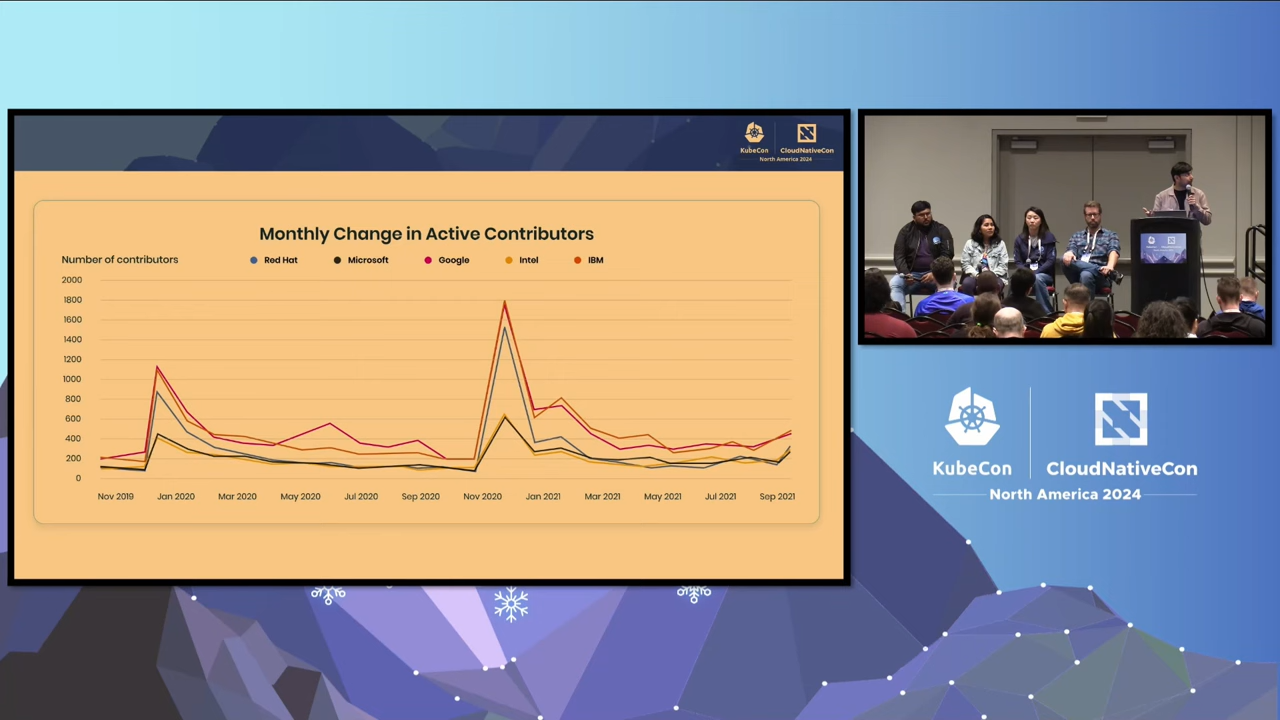 KubeCon
CloudNativeCon
North America 2024
Monthly Change in Active Contributors
Number of contributors
Red Hat
Microsoft
Google
Intel
IBM
2000
1800
1600
1400
1200
1000
800
600
400
200
0
Nov 2019
Jan 2020
Mar 2020
May 2020
Jul 2020
Sep 2020
Nov 2020
Jan 2021
Mar 2021
May 2021
Jul 2021
Sep 2021
KubeCon
CloudNativeCon
North America 2024